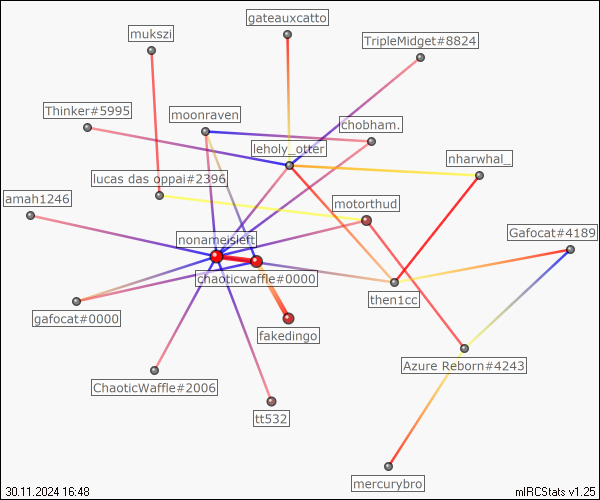 gateauxcatto
mukszi
TripleMidget#8824
Thinker#5995
moonraven
chobham.
leholy_otter
nharwhal_
lucas das oppai#2396
amah1246
motorthud
Gafocat#4189
nonameisleft
chaoticwaffle#0000
then1cc
gafocat#0000
fakedingo
Azure Reborn#4243
ChaoticWaffle#2006
tt532
mercurybro
30.11.2024 16:48
mIRCStats v1.25